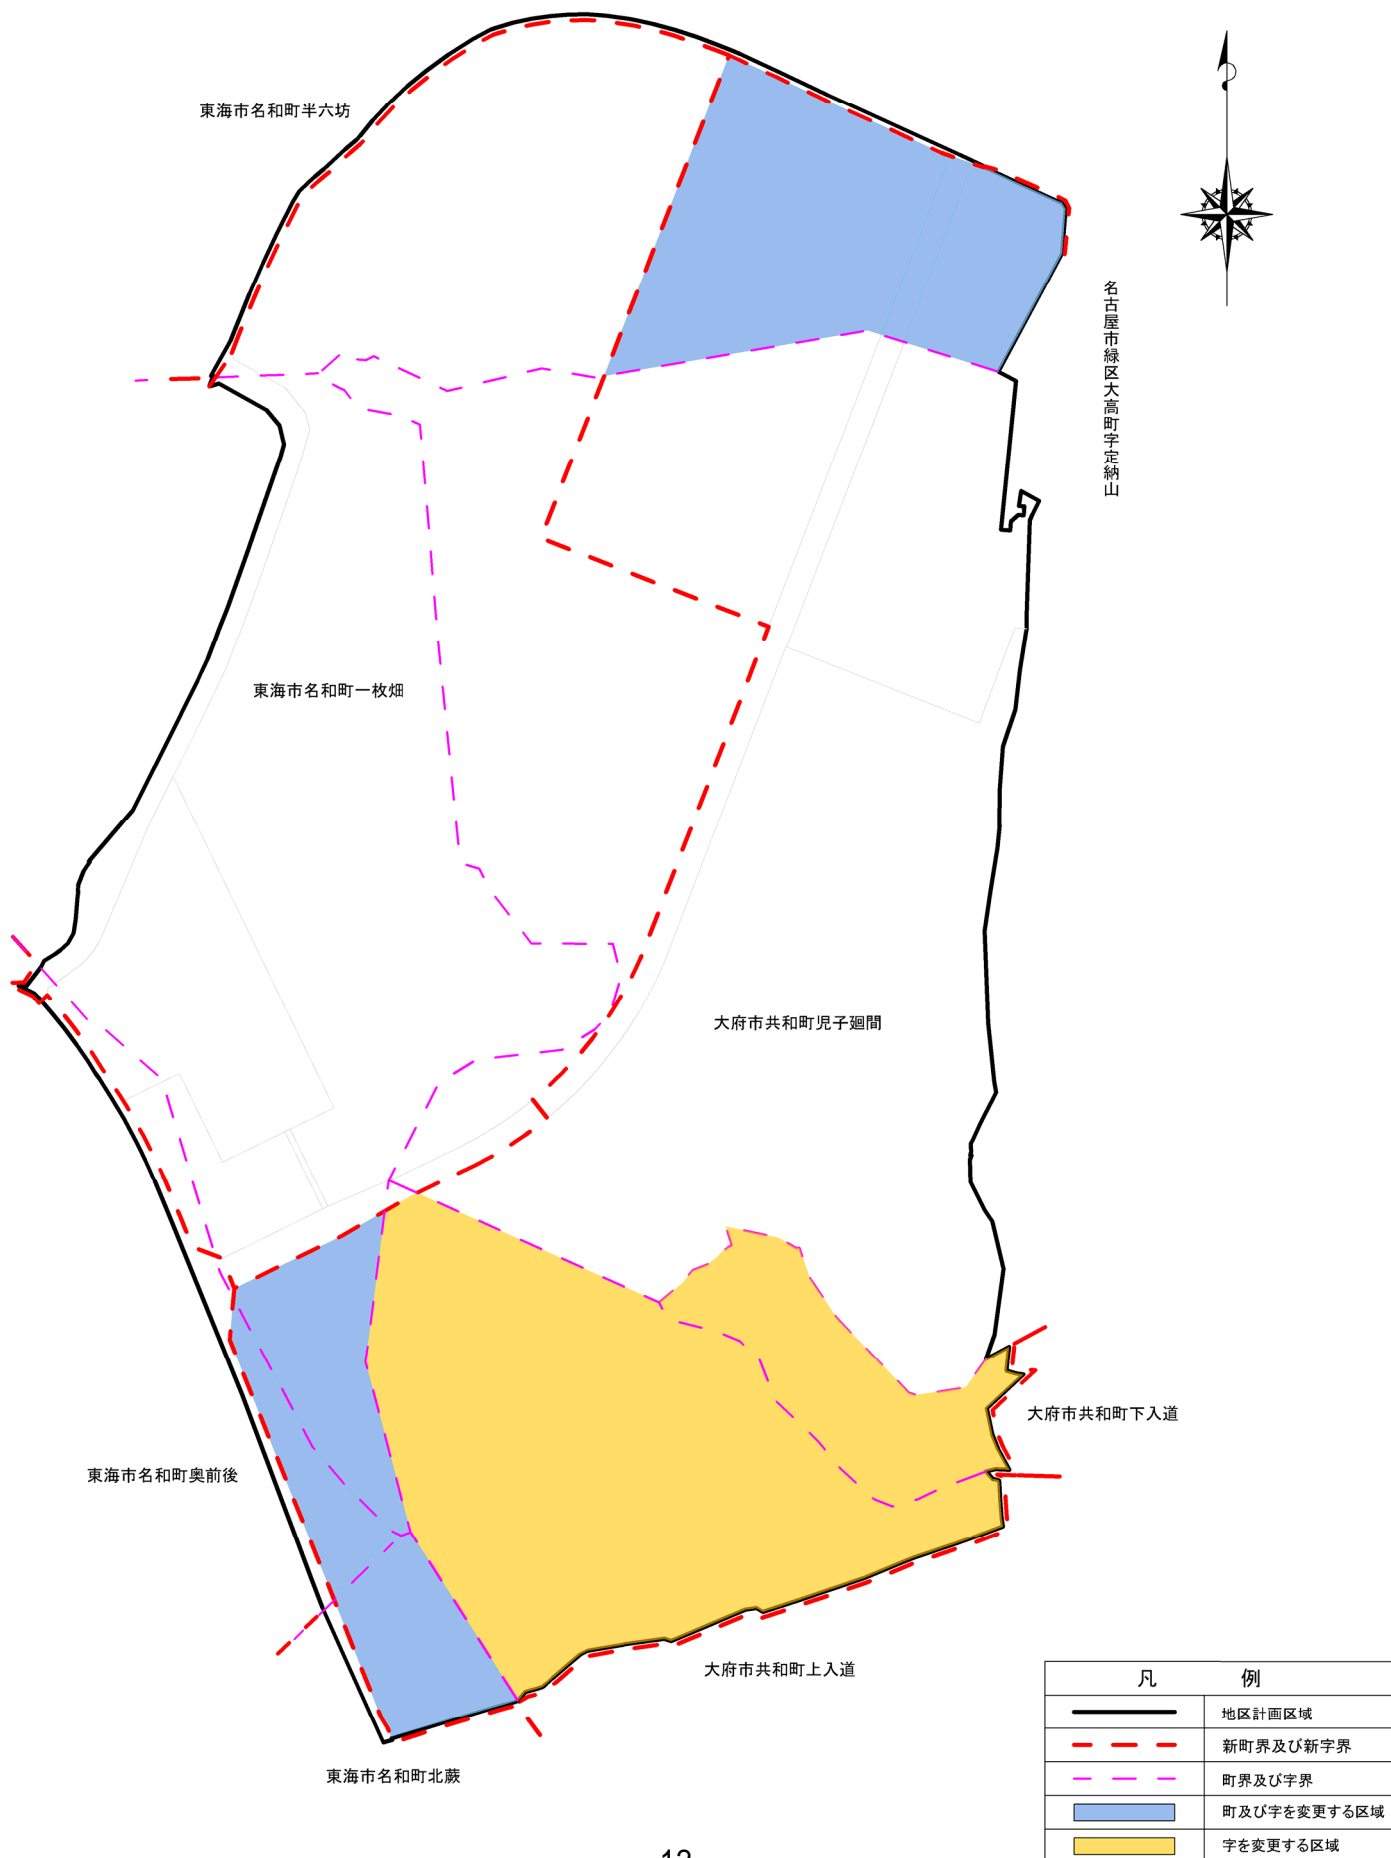 東海市名和町半六坊
名古屋市緑区大高町字定納山
東海市名和町一枚畑
大府市共和町児子廻間
大府市共和町下入道
東海市名和町奥前後
大府市共和町上入道
東海市名和町北蕨
凡 例
地区計画区域
新町界及び新字界
町界及び字界
町及び字を変更する区域
字を変更する区域